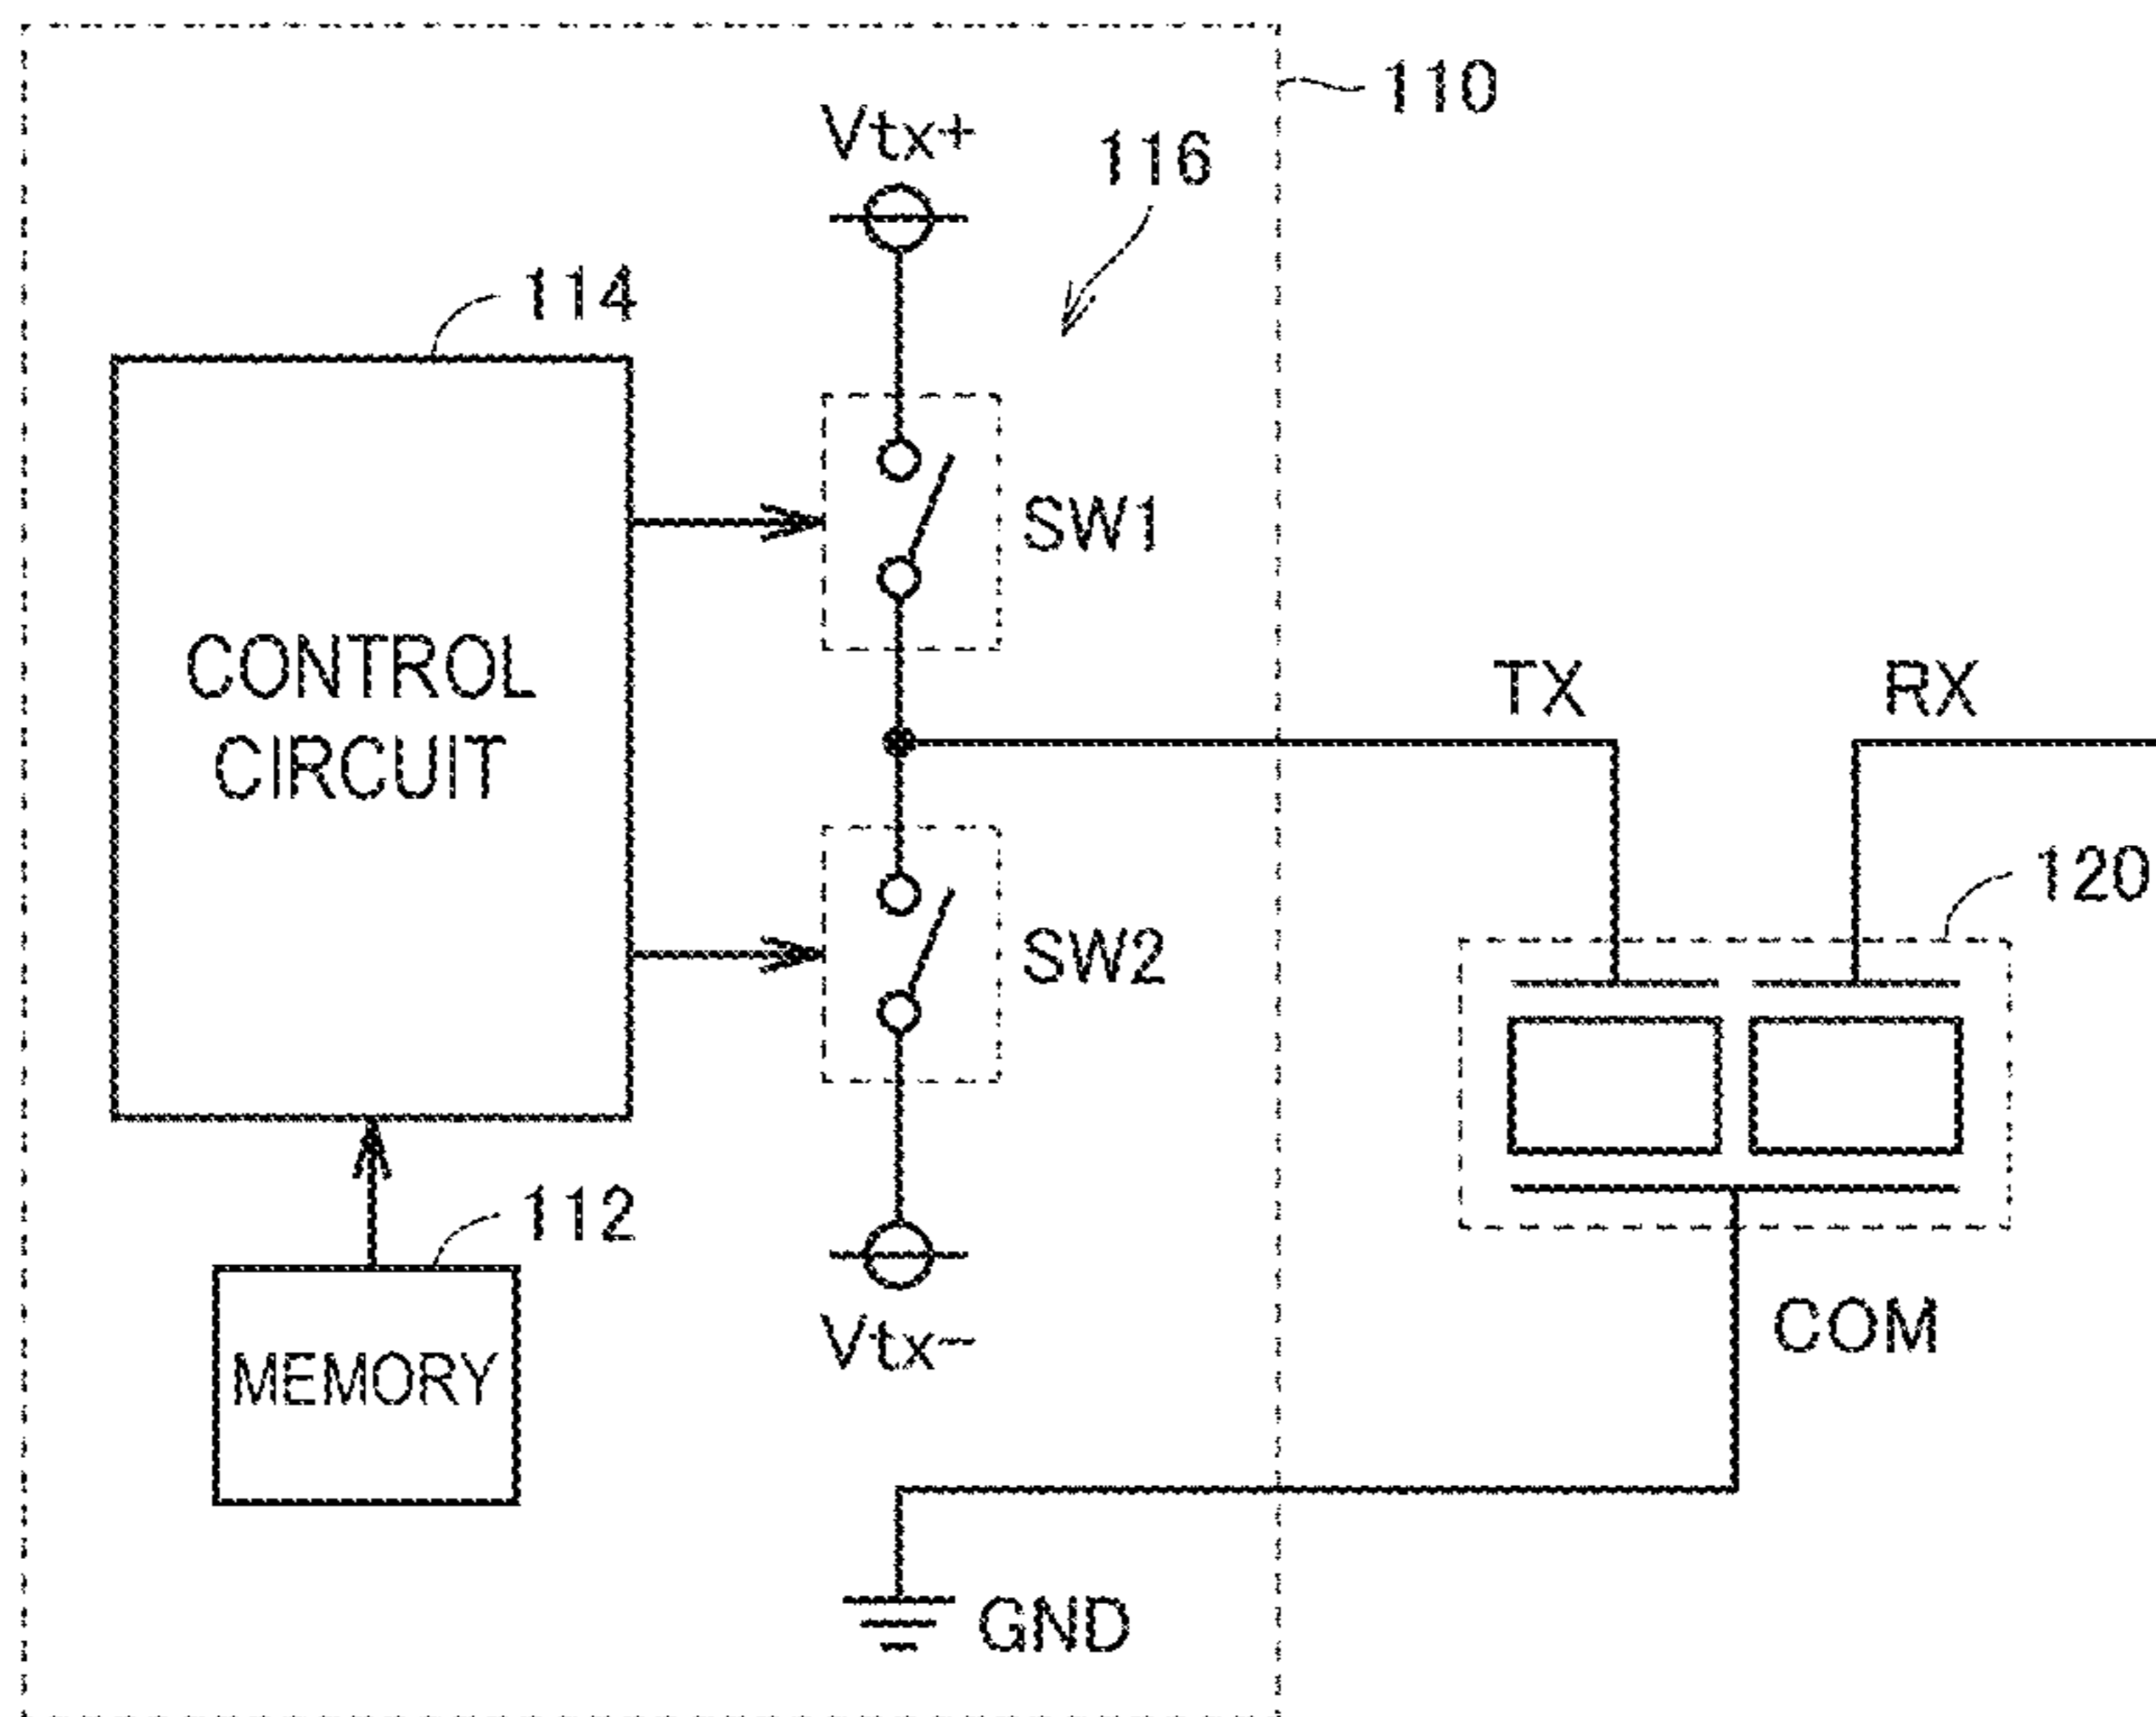 110
Vtx+
116
114
SW1
CONTROL
CIRCUIT
TX
RX
120
SW2
112
MEMORY
Vtx−
COM
GND